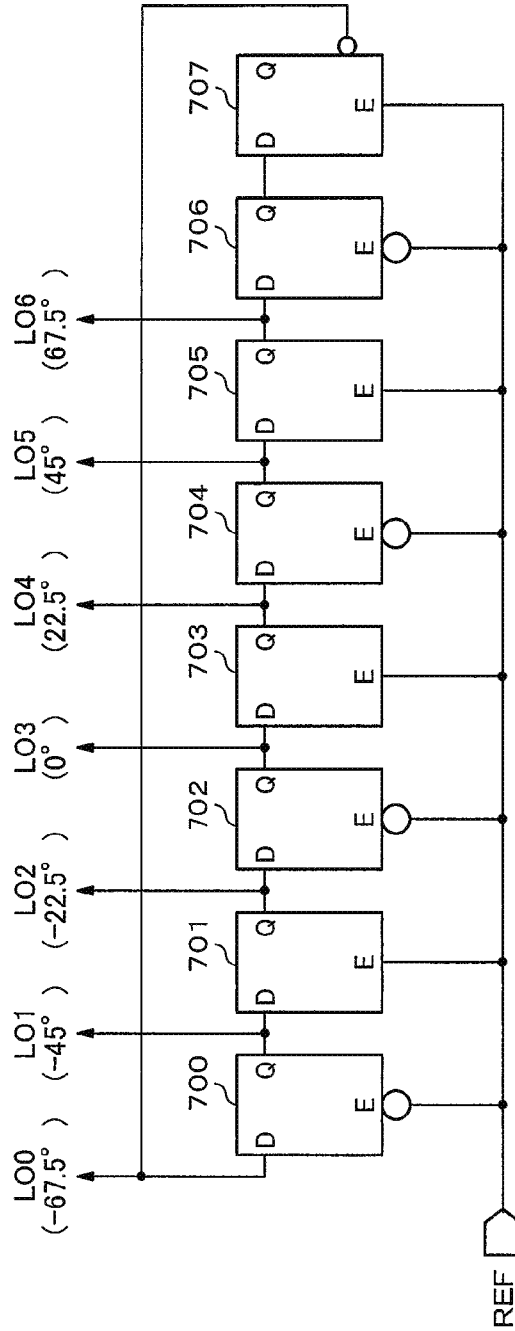 LO0
(−67.5° )
LO1
(−45° )
LO2
(−22.5° )
LO3
(0° )
LO4
(22.5° )
LO5
(45° )
LO6
(67.5° )
700
701
702
703
704
705
706
707
D Q
E
D Q
E
D Q
E
D Q
E
D Q
E
D Q
E
D Q
E
D Q
E
REF